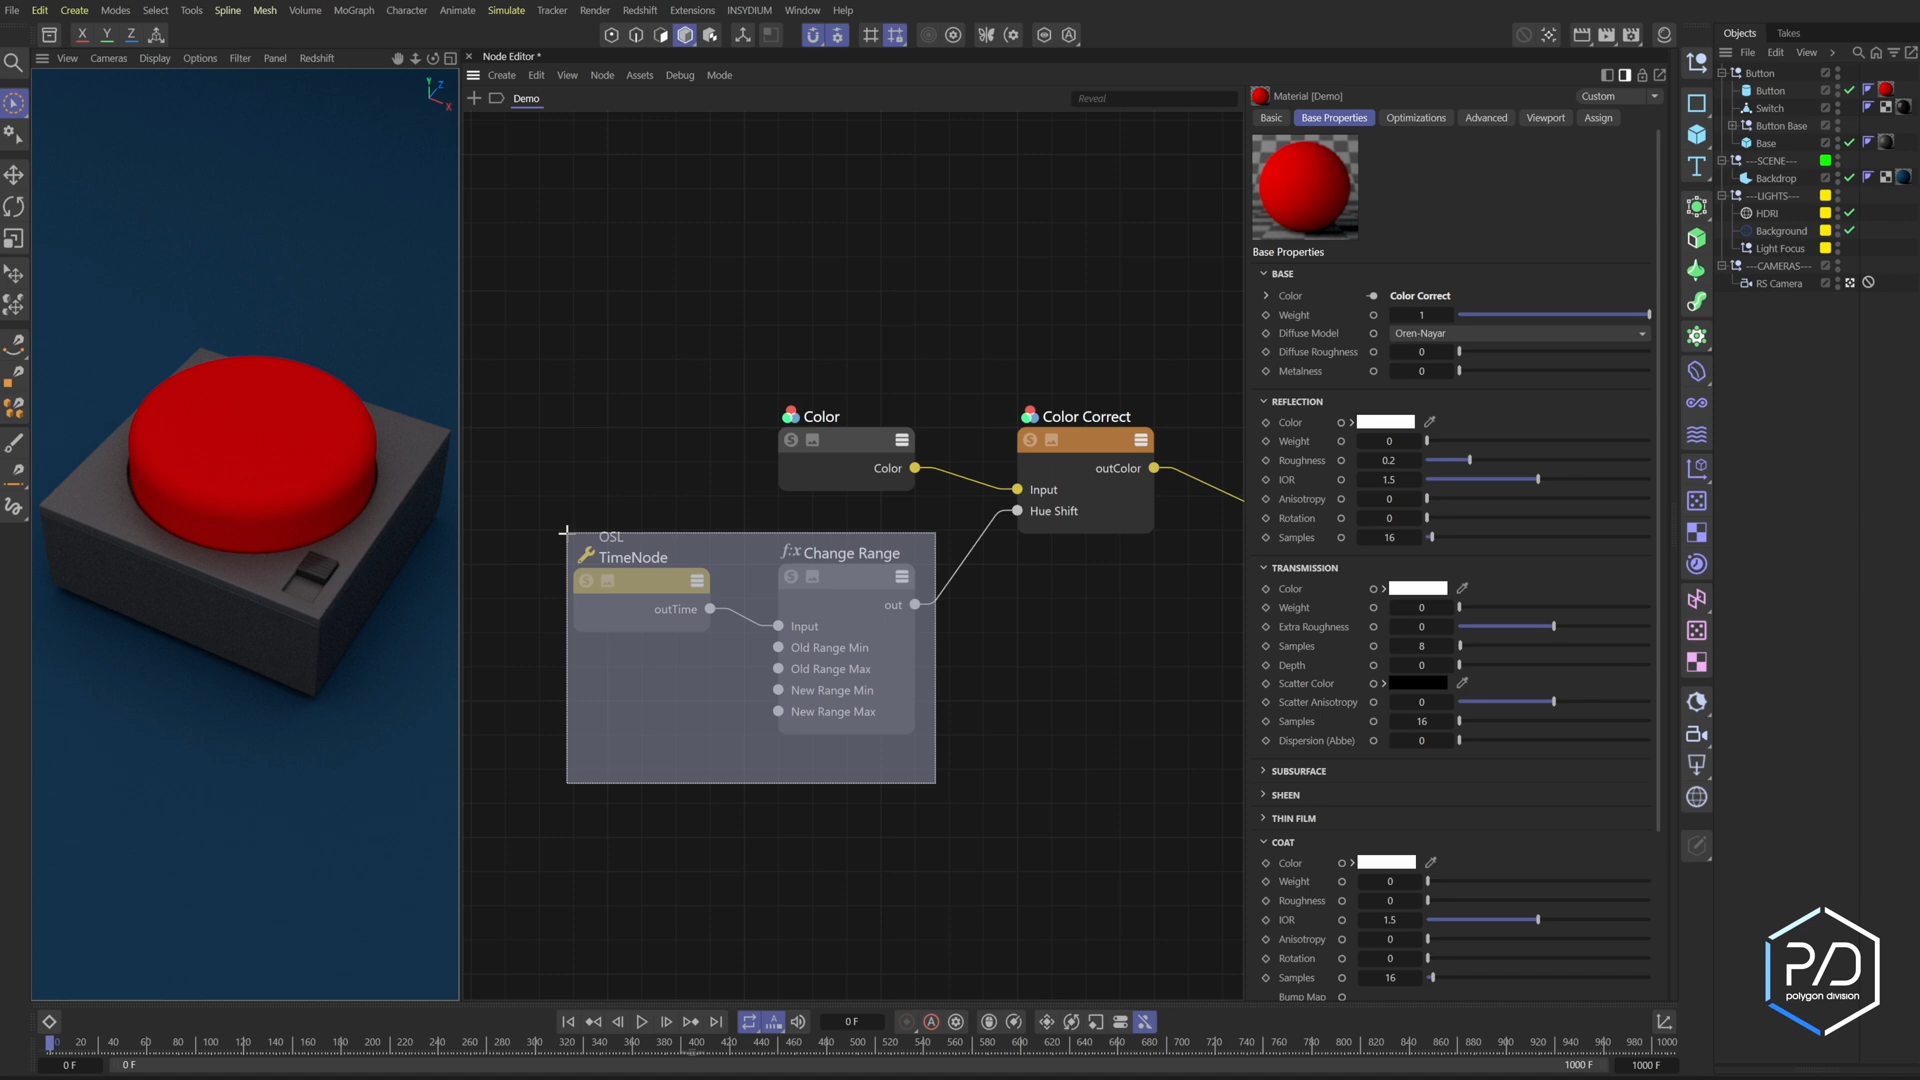 File Edit Create Modes Select Tools Spline Mesh Volume MoGraph Character Animate Simulate Tracker Render Redshift Extensions INSYDIUM Window Help
X Y Z
View Cameras Display Options Filter Panel Redshift
Y Z X
Node Editor *
Create Edit View Node Assets Debug Mode
Demo
Reveal
Color
Color
Color Correct
outColor
Input
Hue Shift
OSL
TimeNode
outTime
f:x Change Range
out
Input
Old Range Min
Old Range Max
New Range Min
New Range Max
Material [Demo]
Custom
Basic Base Properties Optimizations Advanced Viewport Assign
Base Properties
BASE
Color Color Correct
Weight 1
Diffuse Model Oren-Nayar
Diffuse Roughness 0
Metalness 0
REFLECTION
Color
Weight 0
Roughness 0.2
IOR 1.5
Anisotropy 0
Rotation 0
Samples 16
TRANSMISSION
Color
Weight 0
Extra Roughness 0
Samples 8
Depth 0
Scatter Color
Scatter Anisotropy 0
Samples 16
Dispersion (Abbe) 0
SUBSURFACE
SHEEN
THIN FILM
COAT
Color
Weight 0
Roughness 0
IOR 1.5
Anisotropy 0
Rotation 0
Samples 16
Bump Map
Objects Takes
File Edit View
Button
Button
Switch
Button Base
Base
---SCENE---
Backdrop
---LIGHTS---
HDRI
Background
Light Focus
---CAMERAS---
RS Camera
PD
polygon division
0 F
0 20 40 60 80 100 120 140 160 180 200 220 240 260 280 300 320 340 360 380 400 420 440 460 480 500 520 540 560 580 600 620 640 660 680 700 720 740 760 780 800 820 840 860 880 900 920 940 960 980 1000
0 F 0 F 1000 F 1000 F